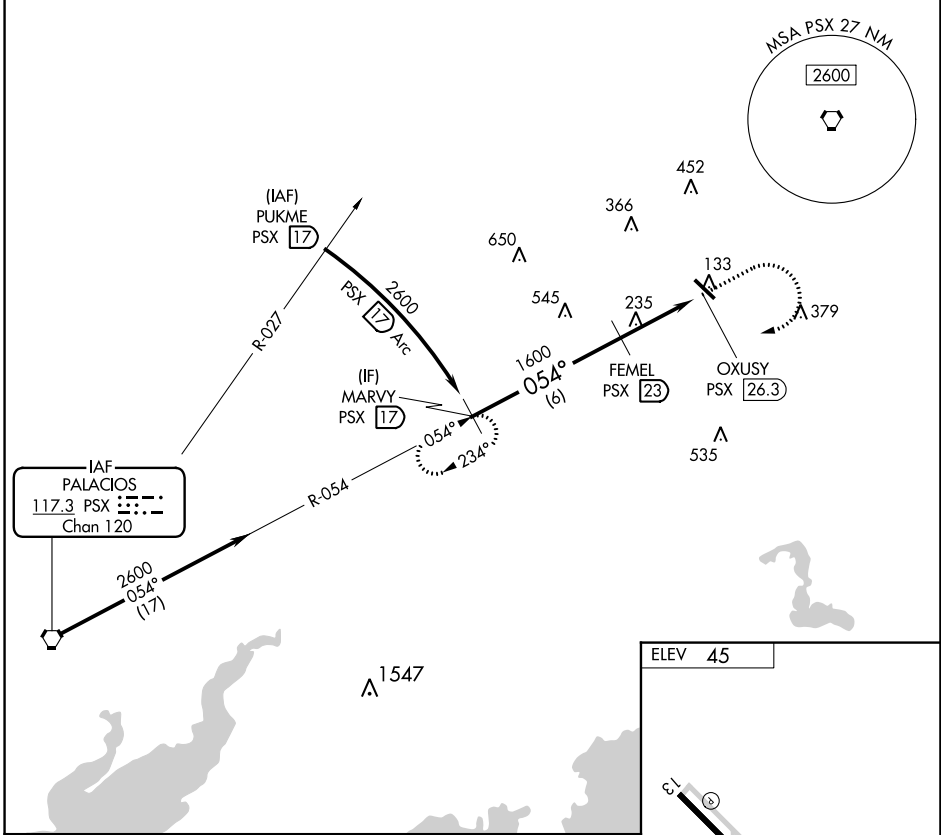 MSA PSX 27 NM
2600
452
(IAF)
PUKME
PSX 17
366
650
2600
PSX 17 Arc
133
545
235
379
R-027
1600
054°
(6)
(IF)
MARVY
PSX 17
FEMEL
PSX 23
OXUSY
PSX 26.3
054°
234°
535
IAF
PALACIOS
117.3 PSX
Chan 120
R-054
2600
054°
(17)
1547
ELEV 45
13
P